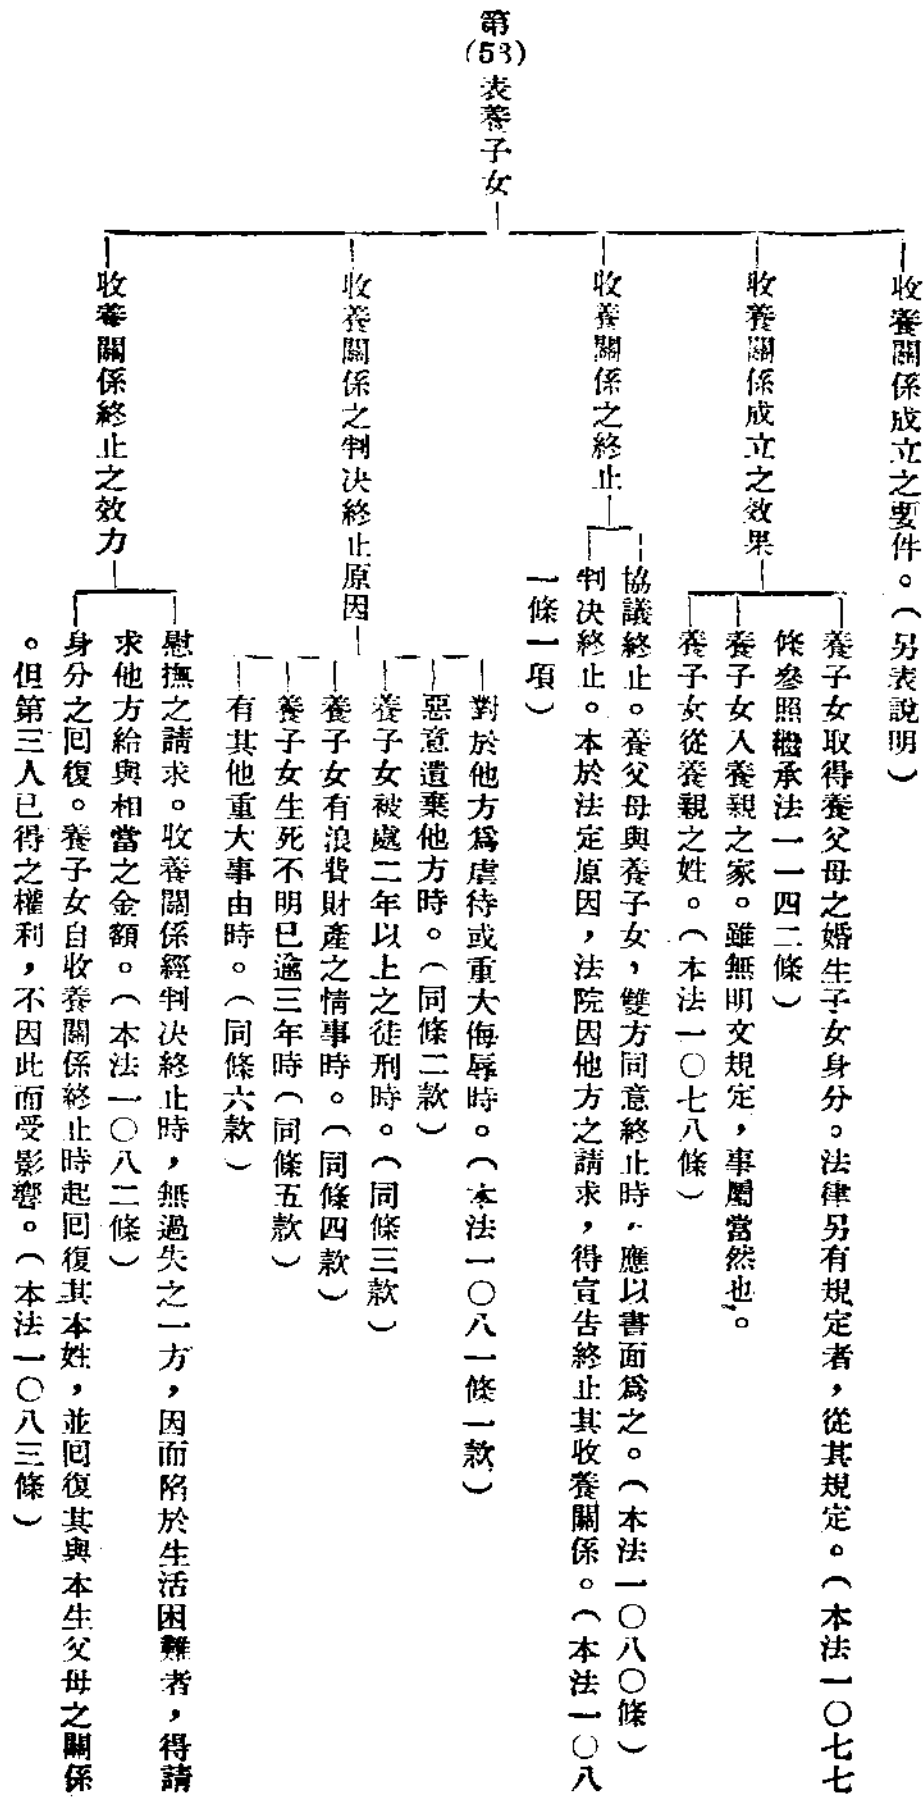 第(53)表養子女
收養關係成立之要件。（另表說明）
收養關係成立之效果
養子女取得養父母之婚生子女身分。法律另有規定者，從其規定。（本法一〇七七
條參照繼承法一一四二條）
養子女入養親之家。雖無明文規定，事屬當然也。
養子女從養親之姓。（本法一〇七八條）
收養關係之終止
協議終止。養父母與養子女，雙方同意終止時，應以書面爲之。（本法一〇八〇條）
判决終止。本於法定原因，法院因他方之請求，得宣告終止其收養關係。（本法一〇八
一條一項）
收養關係之判决終止原因
對於他方爲虐待或重大侮辱時。（本法一〇八一條一款）
惡意遺棄他方時。（同條二款）
養子女被處二年以上之徒刑時。（同條三款）
養子女有浪費財產之情事時。（同條四款）
養子女生死不明已逾三年時（同條五款）
有其他重大事由時。（同條六款）
收養關係終止之效力
慰撫之請求。收養關係經判决終止時，無過失之一方，因而陷於生活困難者，得請
求他方給與相當之金額。（本法一〇八二條）
身分之回復。養子女自收養關係終止時起回復其本姓，並回復其與本生父母之關係
。但第三人已得之權利，不因此而受影響。（本法一〇八三條）